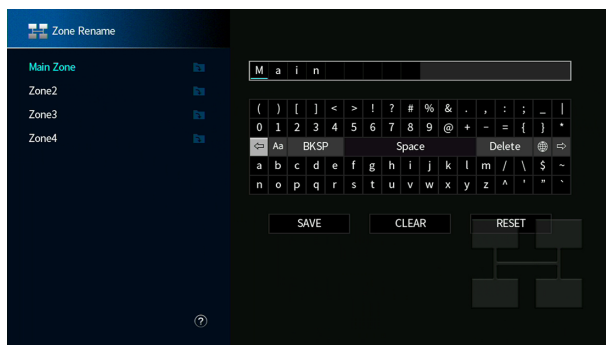 Zone Rename
Main Zone
Zone2
Zone3
Zone4
M a i n
( ) [ ] < > ! ? # % & . , : ; _ |
0 1 2 3 4 5 6 7 8 9 @ + - = { } *
⇦ Aa BKSP Space Delete ⇨
a b c d e f g h i j k l m / \ $ ~
n o p q r s t u v w x y z ^ ' " `
SAVE CLEAR RESET
?